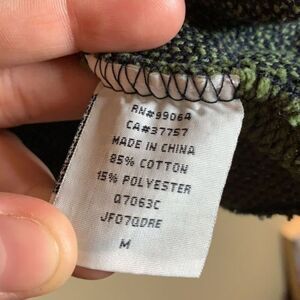 RN#99064
CA#37757
MADE IN CHINA
85% COTTON
15% POLYESTER
Q7063C
JF07QDRE
M